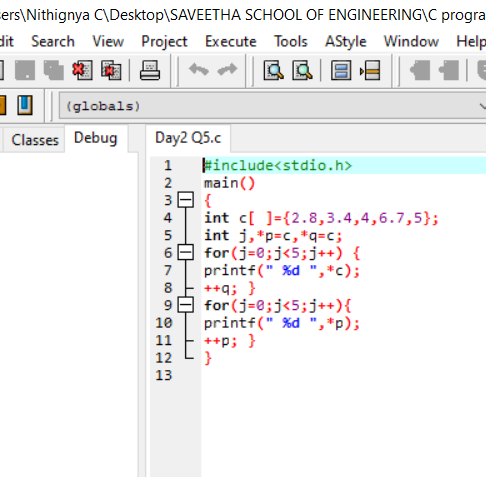 ers\Nithignya C\Desktop\SAVEETHA SCHOOL OF ENGINEERING\C progra
dit Search View Project Execute Tools AStyle Window Help
(globals)
Classes Debug Day2 Q5.c
1 #include<stdio.h>
2 main()
3 {
4 int c[ ]={2.8,3.4,4,6.7,5};
5 int j,*p=c,*q=c;
6 for(j=0;j<5;j++) {
7 printf(" %d ",*c);
8 ++q; }
9 for(j=0;j<5;j++){
10 printf(" %d ",*p);
11 ++p; }
12 }
13